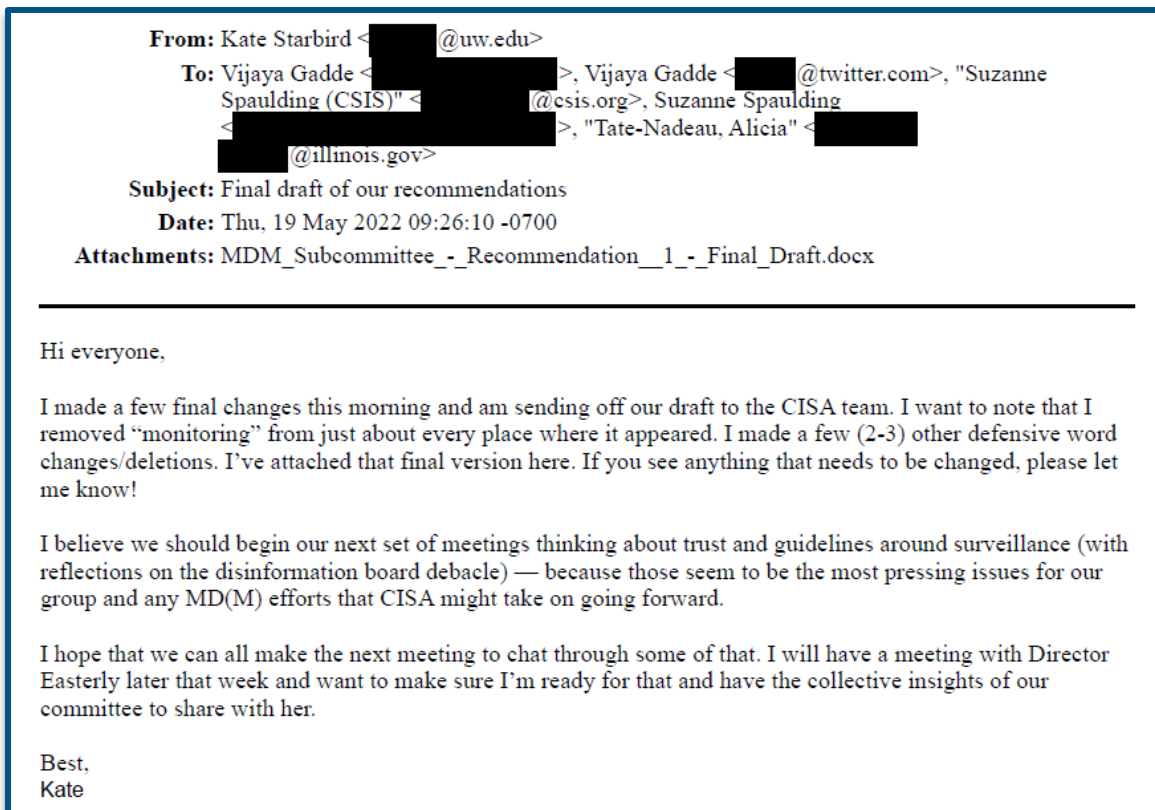 From: Kate Starbird < @uw.edu>
To: Vijaya Gadde < >, Vijaya Gadde < @twitter.com>, "Suzanne
Spaulding (CSIS)" < @csis.org>, Suzanne Spaulding
< >, "Tate-Nadeau, Alicia" <
@illinois.gov>
Subject: Final draft of our recommendations
Date: Thu, 19 May 2022 09:26:10 -0700
Attachments: MDM_Subcommittee_-_Recommendation__1_-_Final_Draft.docx
Hi everyone,
I made a few final changes this morning and am sending off our draft to the CISA team. I want to note that I
removed “monitoring” from just about every place where it appeared. I made a few (2-3) other defensive word
changes/deletions. I’ve attached that final version here. If you see anything that needs to be changed, please let
me know!
I believe we should begin our next set of meetings thinking about trust and guidelines around surveillance (with
reflections on the disinformation board debacle) — because those seem to be the most pressing issues for our
group and any MD(M) efforts that CISA might take on going forward.
I hope that we can all make the next meeting to chat through some of that. I will have a meeting with Director
Easterly later that week and want to make sure I’m ready for that and have the collective insights of our
committee to share with her.
Best,
Kate